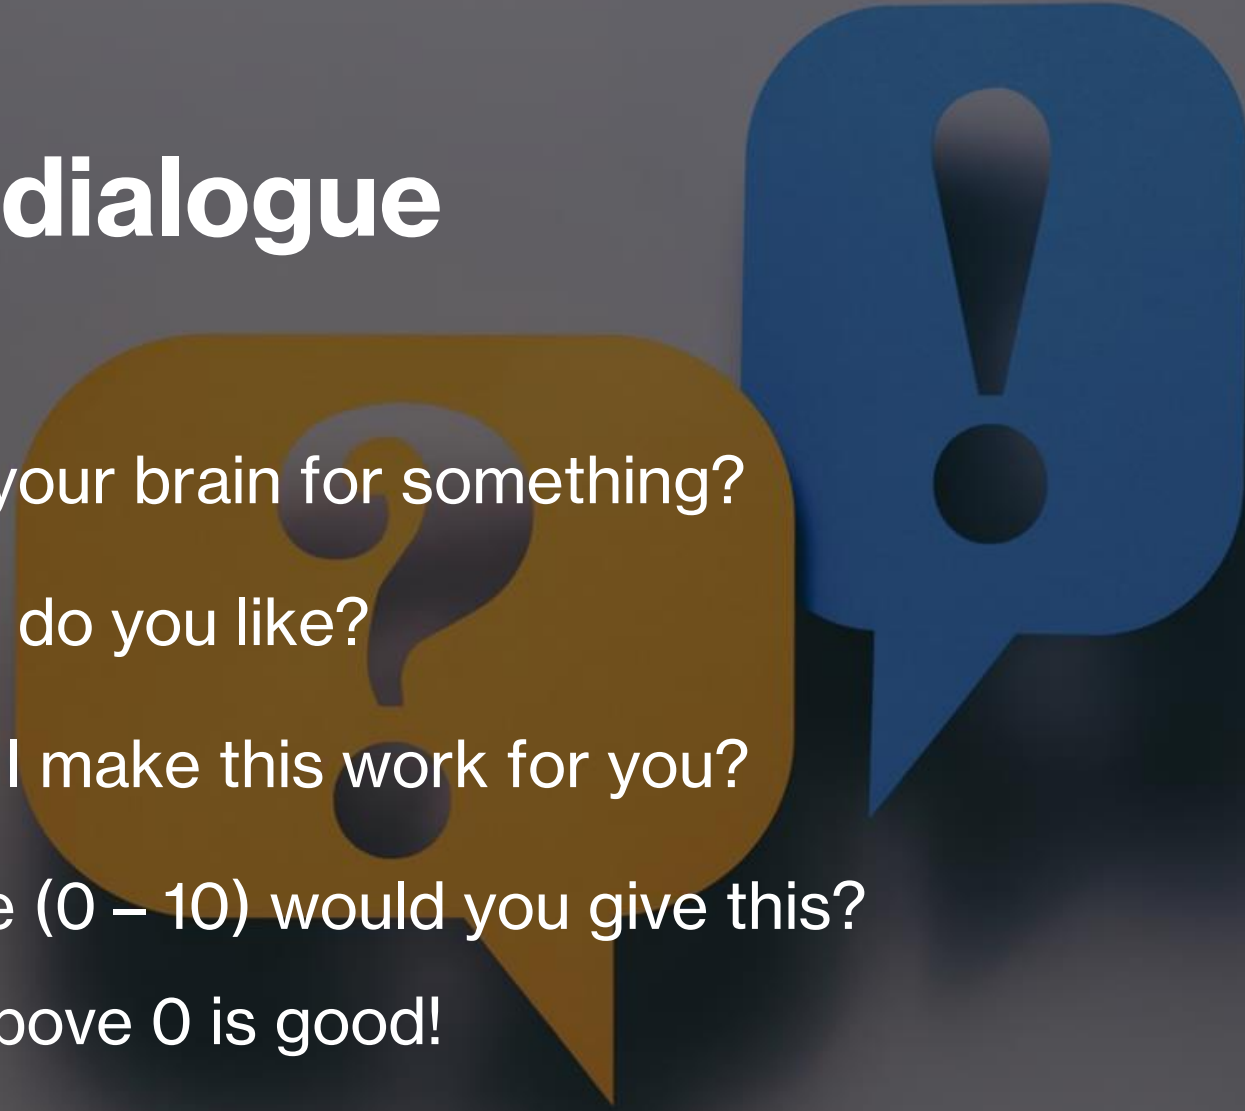 dialogue
your brain for something?
do you like?
I make this work for you?
(0 – 10) would you give this?
0 is good!